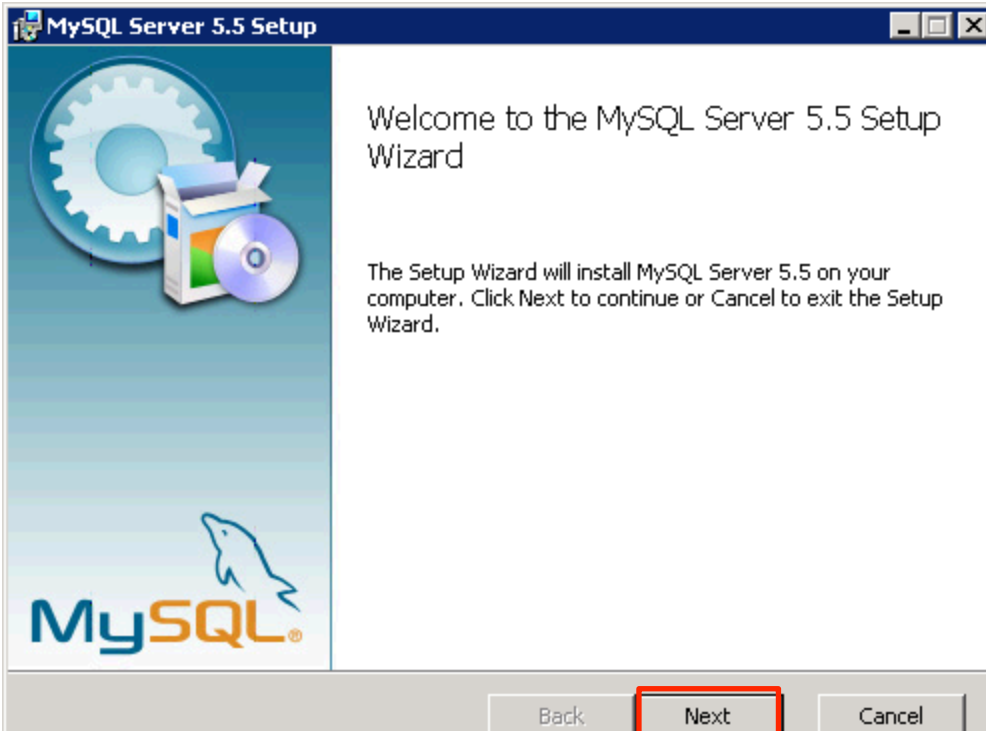 MySQL Server 5.5 Setup
Welcome to the MySQL Server 5.5 Setup
Wizard
The Setup Wizard will install MySQL Server 5.5 on your
computer. Click Next to continue or Cancel to exit the Setup
Wizard.
MySQL®
Back Next Cancel